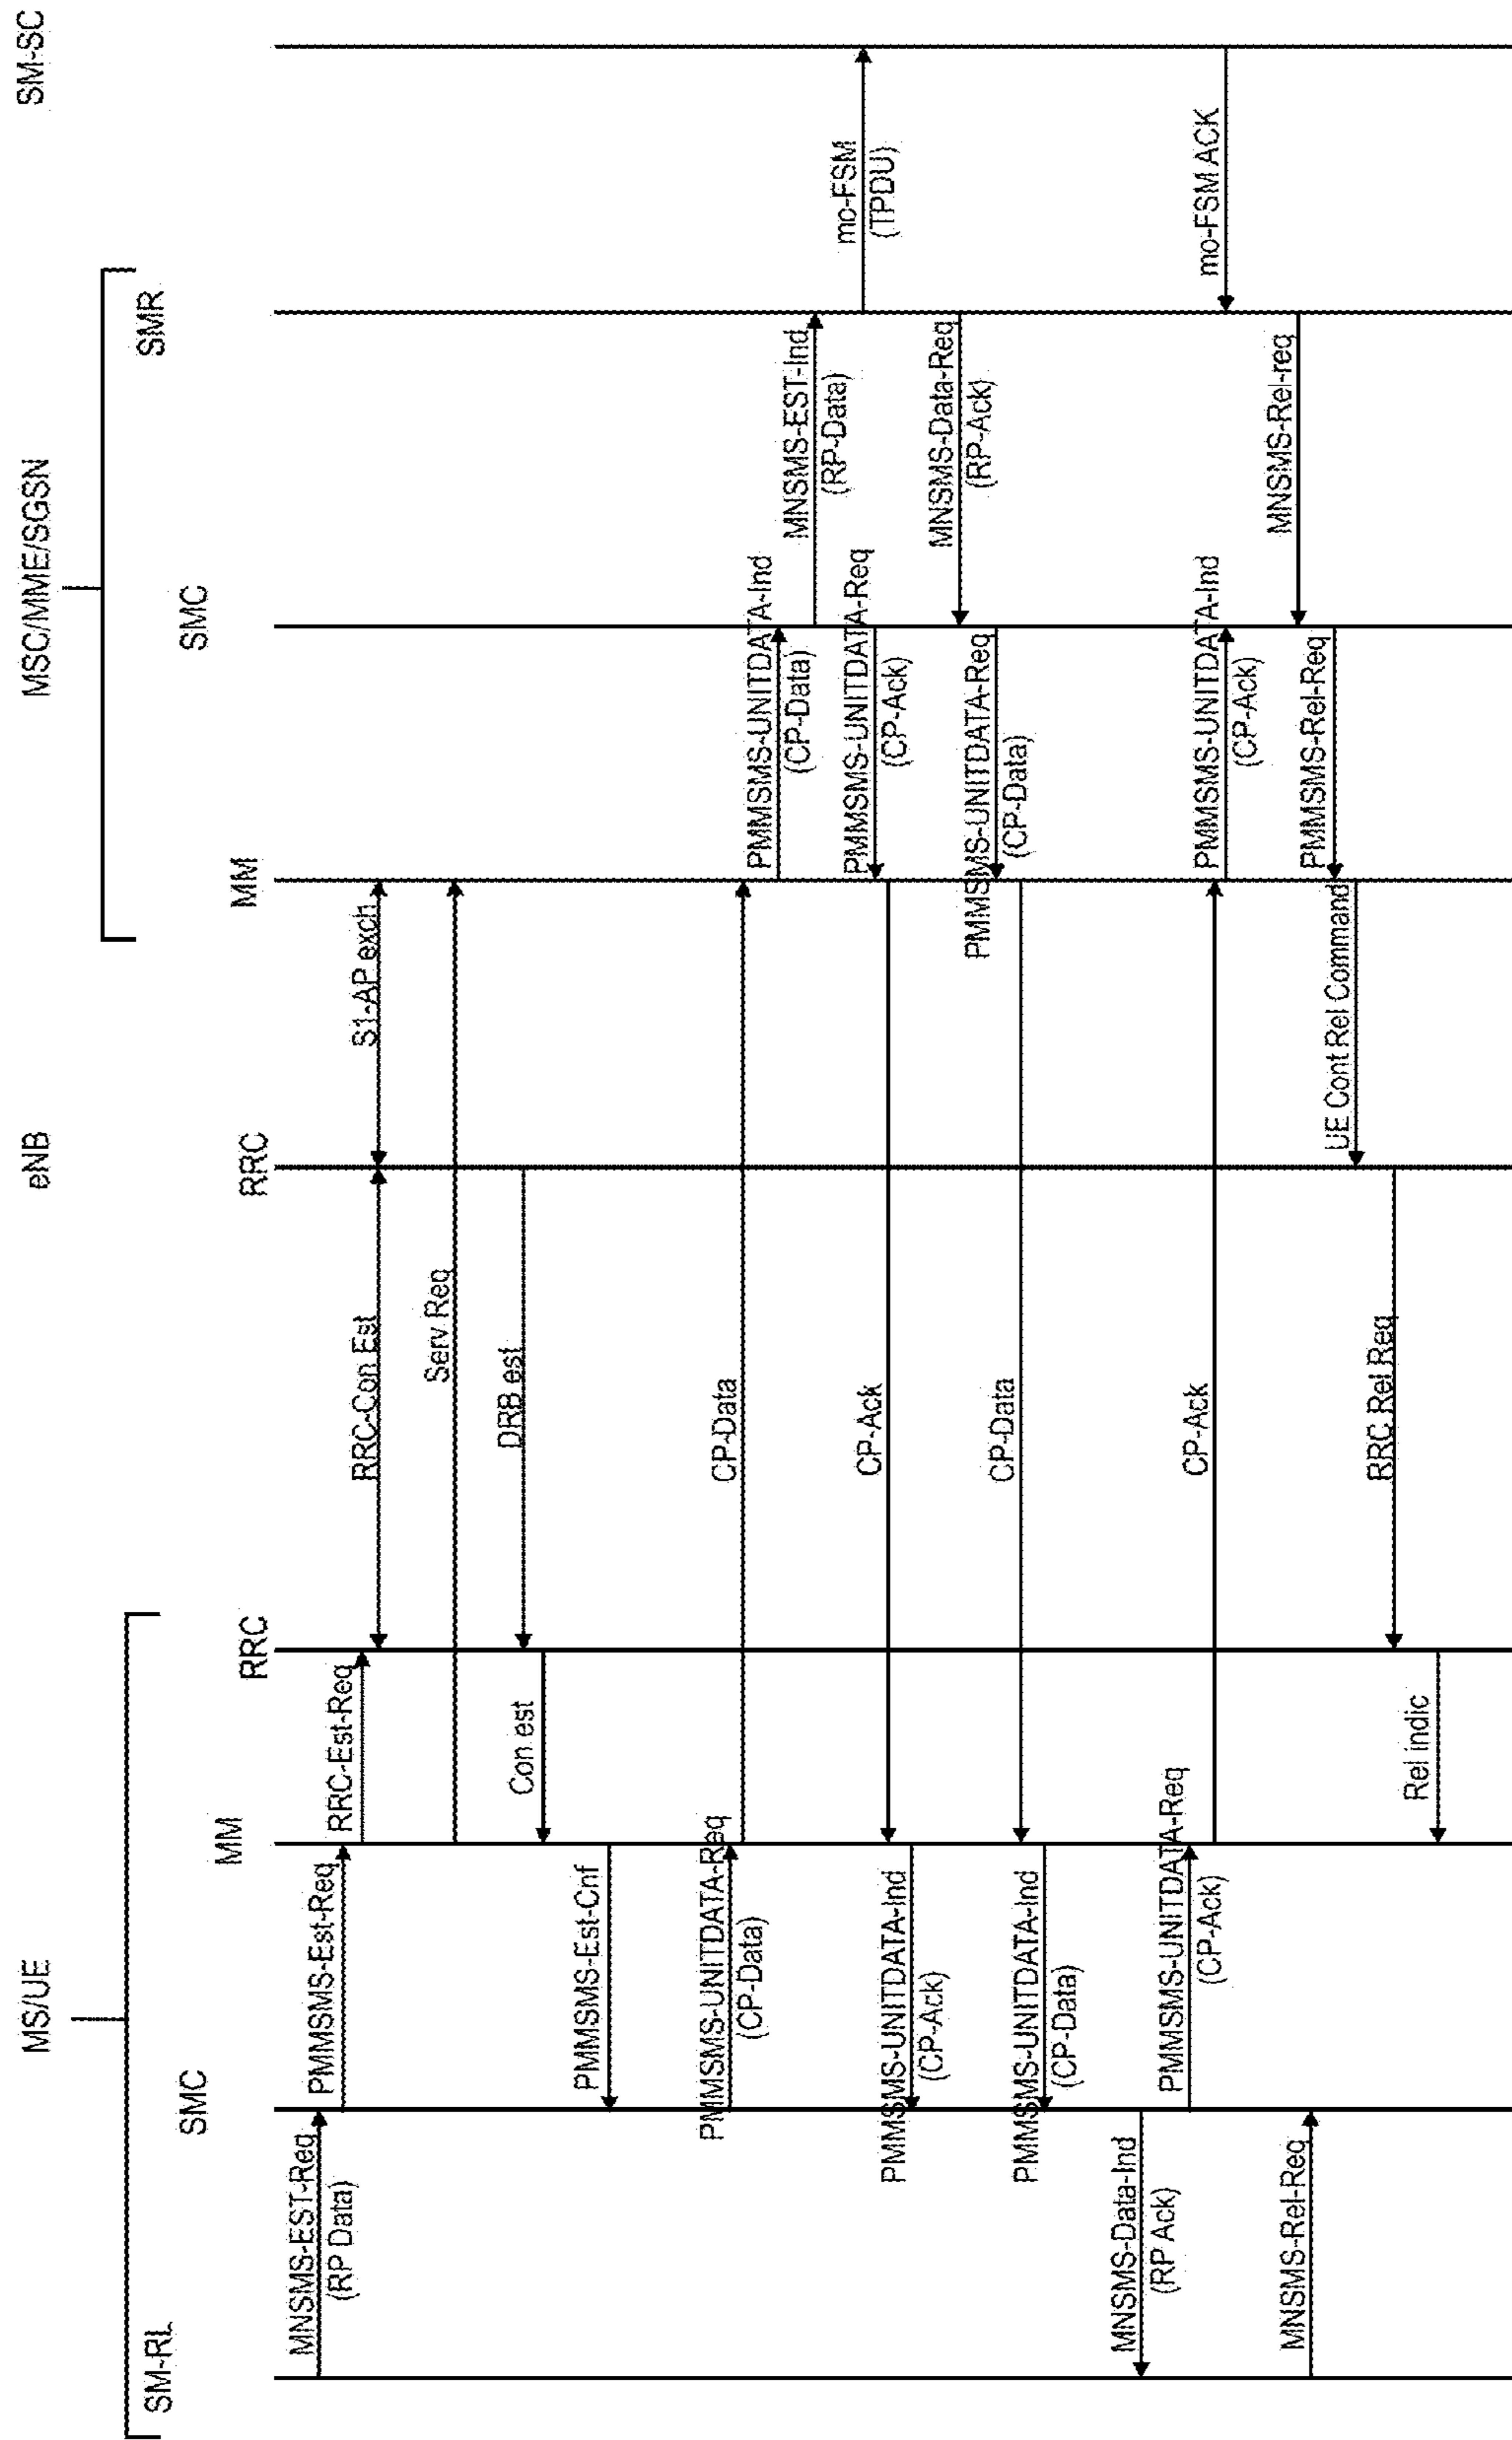 MS/UE
eNB
MSC/MME/SGSN
SM-SC
SM-RL
SMC
MM
RRC
RRC
MM
SMC
SMR
MNSMS-EST-Req
(RP Data)
PMMSMS-Est-Req
RRC-Est-Req
RRC-Con Est
S1-AP exch
Serv Req
DRB est
Con est
PMMSMS-Est-Cnf
PMMSMS-UNITDATA-Req
(CP-Data)
CP-Data
PMMSMS-UNITDATA-Ind
(CP-Data)
MNSMS-EST-Ind
(RP-Data)
mo-FSM
(TPDU)
PMMSMS-UNITDATA-Req
(CP-Ack)
CP-Ack
PMMSMS-UNITDATA-Ind
(CP-Ack)
MNSMS-Data-Req
(RP-Ack)
PMMSMS-UNITDATA-Req
(CP-Data)
CP-Data
PMMSMS-UNITDATA-Ind
(CP-Data)
MNSMS-Data-Ind
(RP Ack)
PMMSMS-UNITDATA-Req
(CP-Ack)
CP-Ack
PMMSMS-UNITDATA-Ind
(CP-Ack)
mo-FSM ACK
MNSMS-Rel-req
MNSMS-Rel-Req
PMMSMS-Rel-Req
UE Cont Rel Command
RRC Rel Req
Rel indic